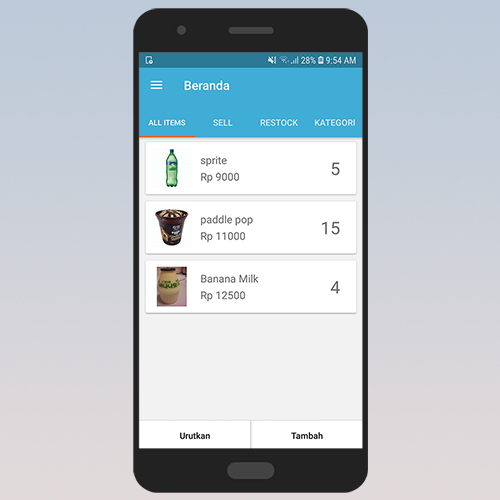 28% 9:54 AM
Beranda
ALL ITEMS SELL RESTOCK KATEGORI
sprite
Rp 9000
5
paddle pop
Rp 11000
15
Banana Milk
Rp 12500
4
Urutkan Tambah